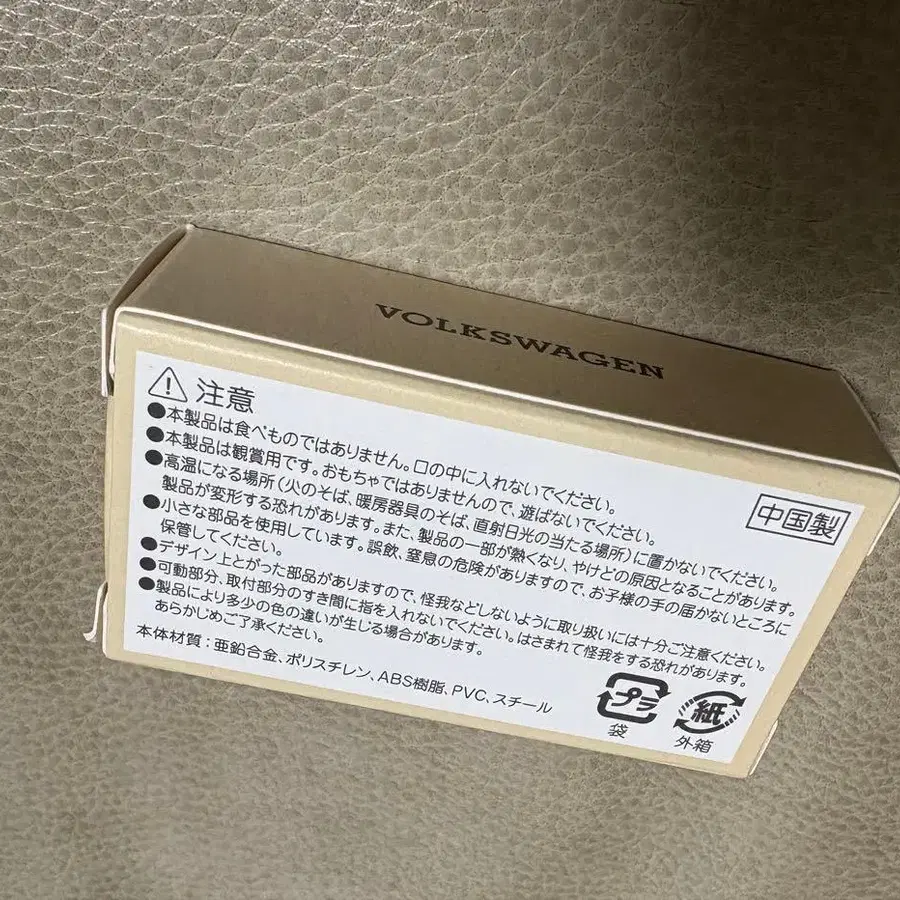 VOLKSWAGEN
⚠ 注意
●本製品は食べものではありません。口の中に入れないでください。
●本製品は観賞用です。おもちゃではありませんので、遊ばないでください。
●高温になる場所(火のそば、暖房器具のそば、直射日光の当たる場所)に置かないでください。
製品が変形する恐れがあります。また、製品の一部が熱くなり、やけどの原因となることがあります。
●小さな部品を使用しています。誤飲、窒息の危険がありますので、お子様の手の届かないところに
保管してください。
●デザイン上とがった部品がありますので、怪我などしないように取り扱いには十分ご注意ください。
●可動部分、取付部分のすき間に指を入れないでください。はさまれて怪我をする恐れがあります。
●製品により多少の色の違いが生じる場合があります。
あらかじめご了承ください。
本体材質:亜鉛合金、ポリスチレン、ABS樹脂、PVC、スチール
中国製
プラ
袋
紙
外箱